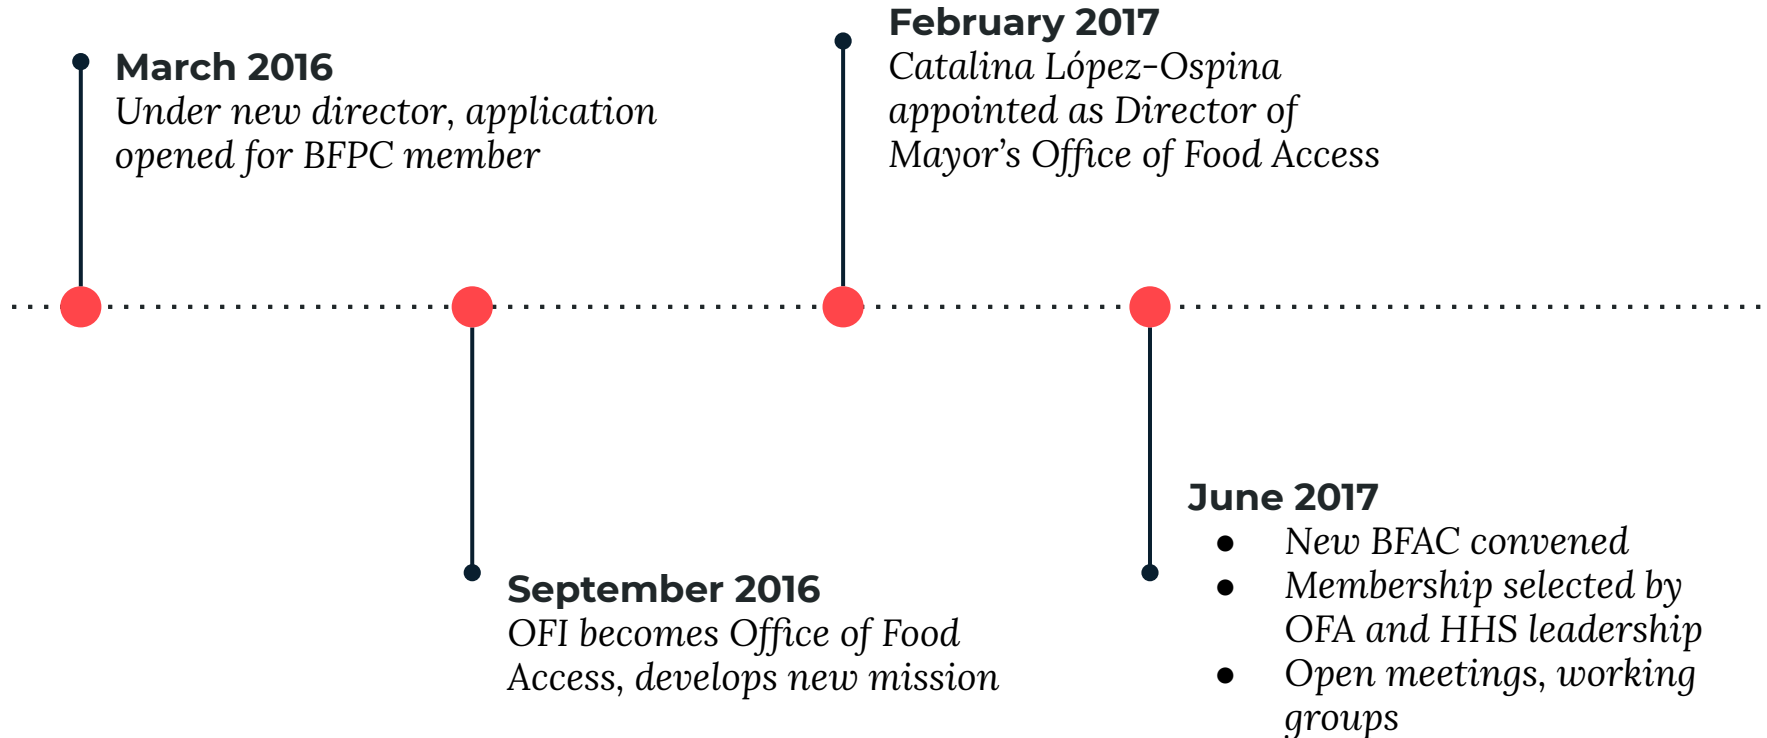 March 2016
Under new director, application
opened for BFPC member
September 2016
OFI becomes Office of Food
Access, develops new mission
February 2017
Catalina López-Ospina
appointed as Director of
Mayor’s Office of Food Access
June 2017
● New BFAC convened
● Membership selected by
OFA and HHS leadership
● Open meetings, working
groups